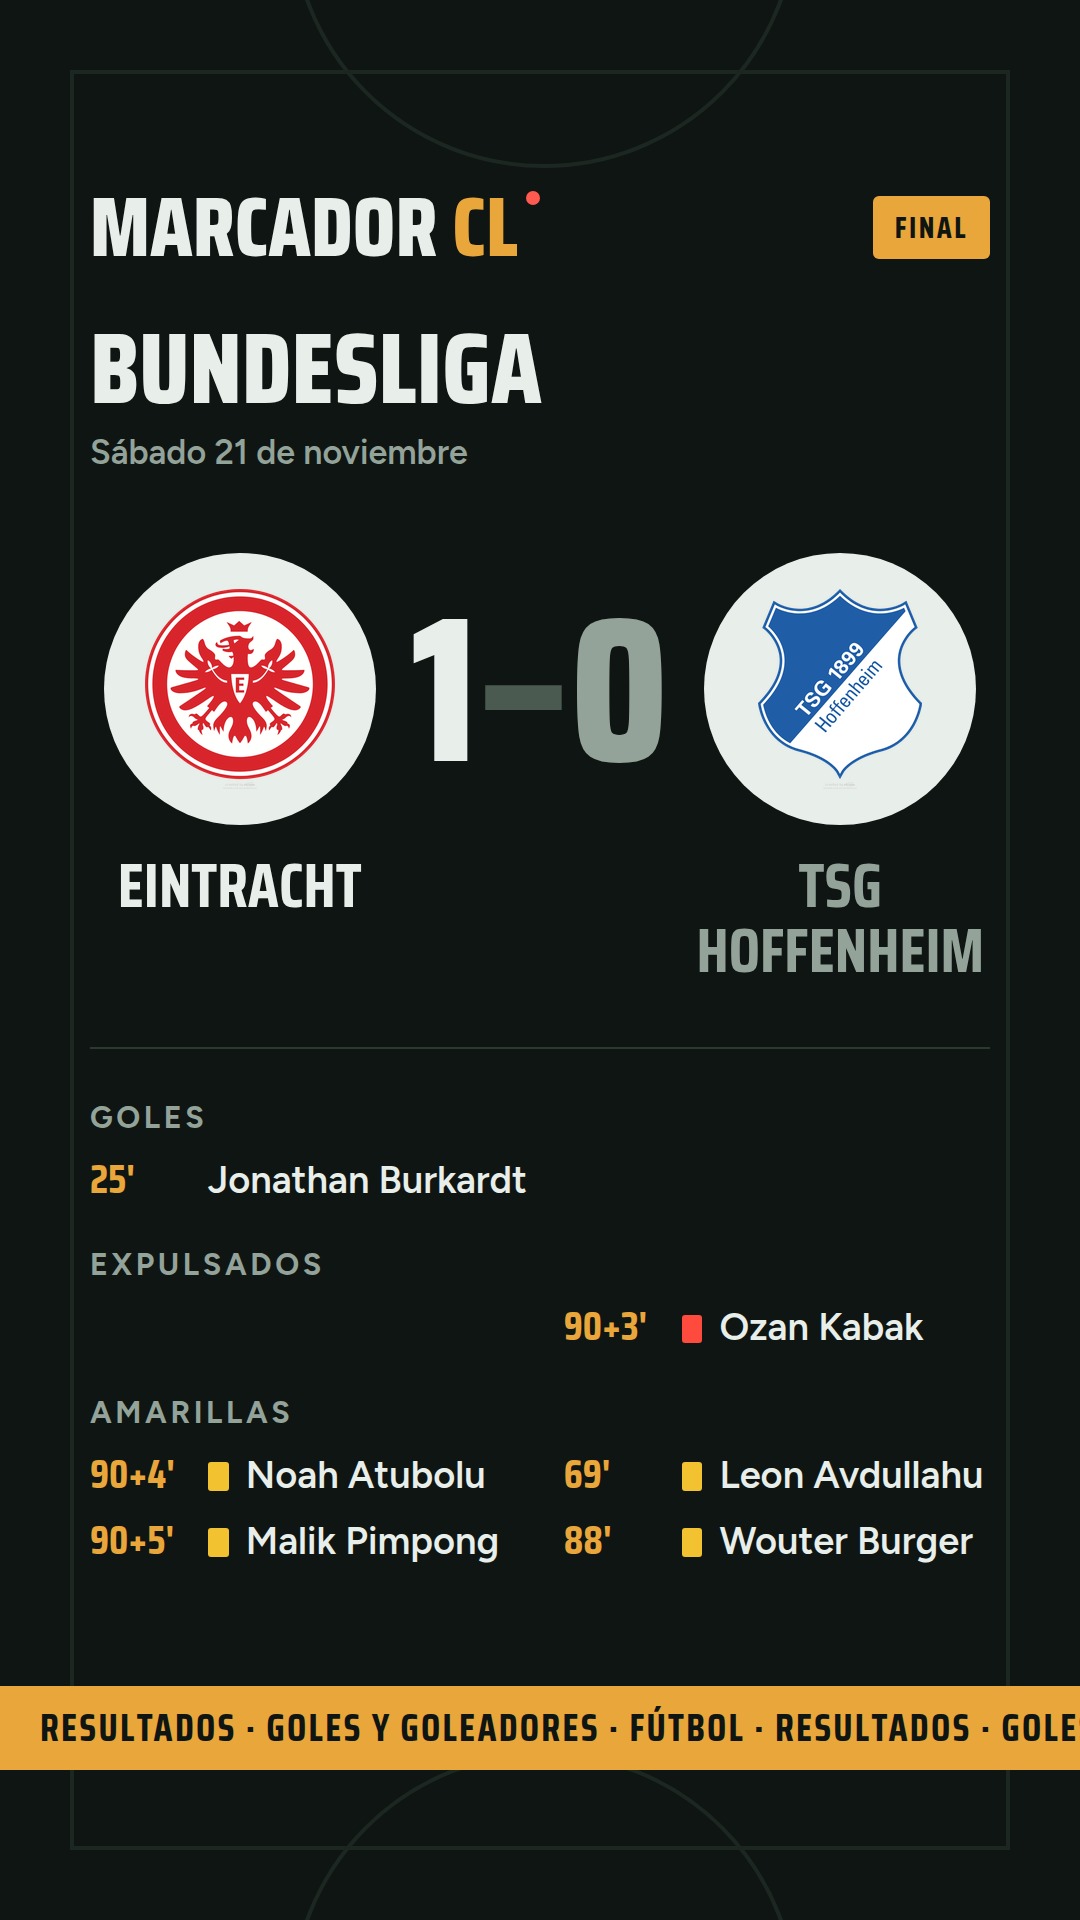 MARCADOR CL
FINAL
BUNDESLIGA
Sábado 21 de noviembre
E
1–0
TSG 1899
Hoffenheim
EINTRACHT
TSG
HOFFENHEIM
GOLES
25' Jonathan Burkardt
EXPULSADOS
90+3' Ozan Kabak
AMARILLAS
90+4' Noah Atubolu
69' Leon Avdullahu
90+5' Malik Pimpong
88' Wouter Burger
RESULTADOS · GOLES Y GOLEADORES · FÚTBOL · RESULTADOS · GOLES